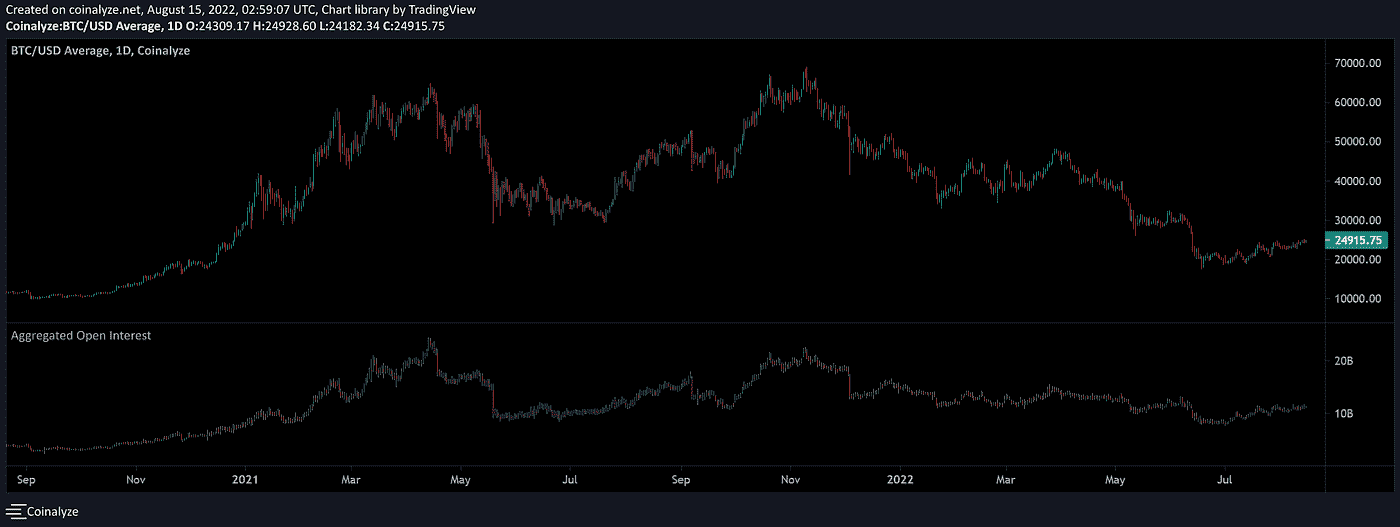 Created on coinalyze.net, August 15, 2022, 02:59:07 UTC, Chart library by TradingView
Coinalyze:BTC/USD Average, 1D O:24309.17 H:24928.60 L:24182.34 C:24915.75
BTC/USD Average, 1D, Coinalyze
70000.00
60000.00
50000.00
40000.00
30000.00
24915.75
20000.00
10000.00
Aggregated Open Interest
20B
10B
Sep Nov 2021 Mar May Jul Sep Nov 2022 Mar May Jul
Coinalyze